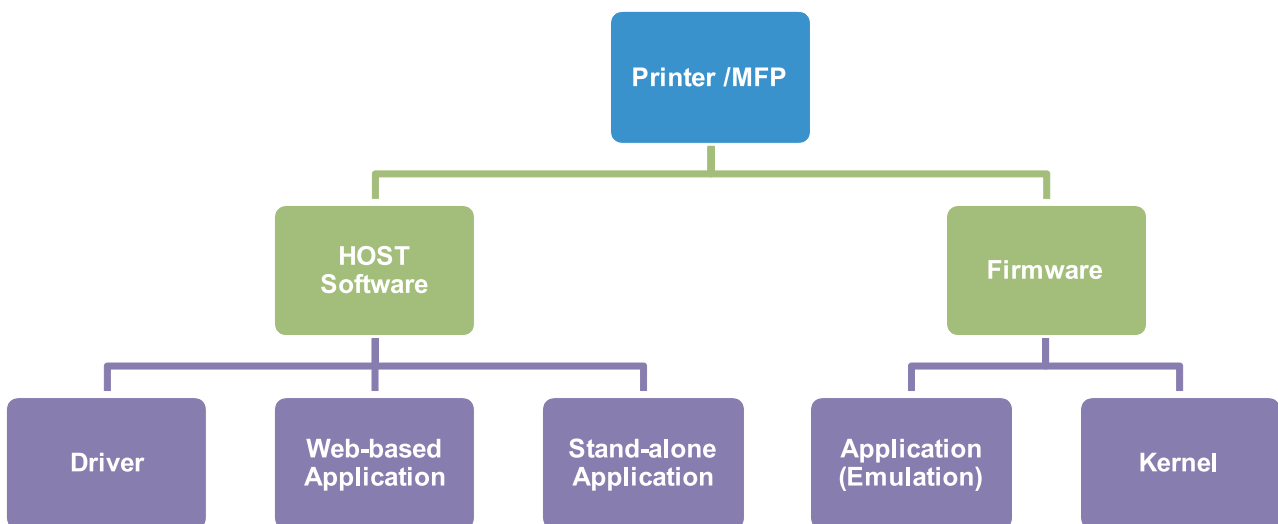 Printer /MFP
HOST
Software
Firmware
Driver
Web-based
Application
Stand-alone
Application
Application
(Emulation)
Kernel